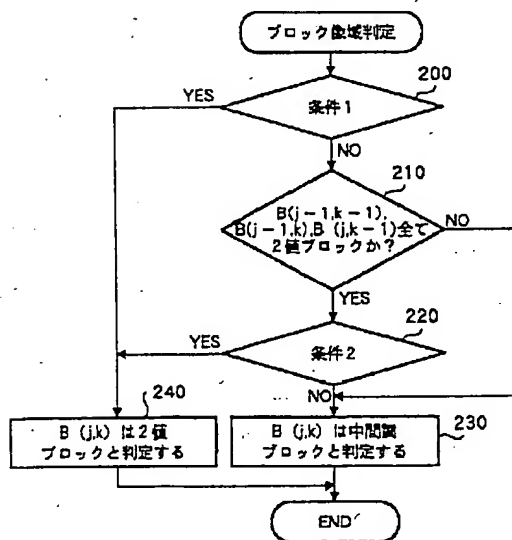 ブロック像域判定
200
条件1
YES
NO
210
B(j-1,k-1),
B(j-1,k),B (j,k-1)全て
2値ブロックか?
NO
YES
220
条件2
YES
NO
240
B (j,k) は2値
ブロックと判定する
B (j,k) は中間調
ブロックと判定する
230
END